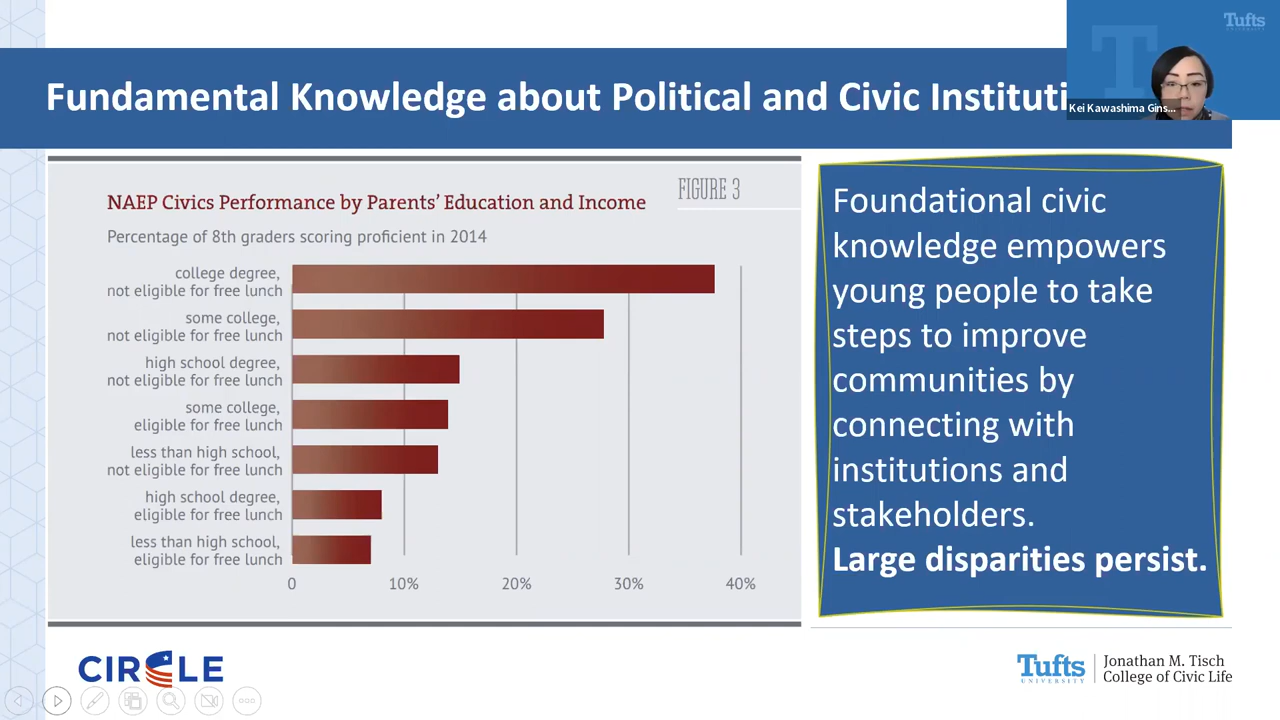 Tufts
UNIVERSITY
Kei Kawashima Gins...
Fundamental Knowledge about Political and Civic Instituti
FIGURE 3
NAEP Civics Performance by Parents’ Education and Income
Percentage of 8th graders scoring proficient in 2014
college degree,
not eligible for free lunch
some college,
not eligible for free lunch
high school degree,
not eligible for free lunch
some college,
eligible for free lunch
less than high school,
not eligible for free lunch
high school degree,
eligible for free lunch
less than high school,
eligible for free lunch
0 10% 20% 30% 40%
Foundational civic
knowledge empowers
young people to take
steps to improve
communities by
connecting with
institutions and
stakeholders.
Large disparities persist.
CIRCLE
Tufts
UNIVERSITY
Jonathan M. Tisch
College of Civic Life